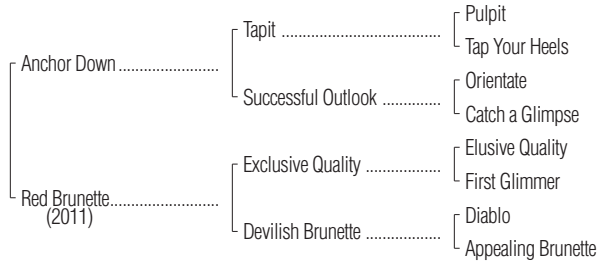 Pulpit
Tapit
Tap Your Heels
Anchor Down
Orientate
Successful Outlook
Catch a Glimpse
Elusive Quality
Exclusive Quality
First Glimmer
Red Brunette
(2011)
Diablo
Devilish Brunette
Appealing Brunette